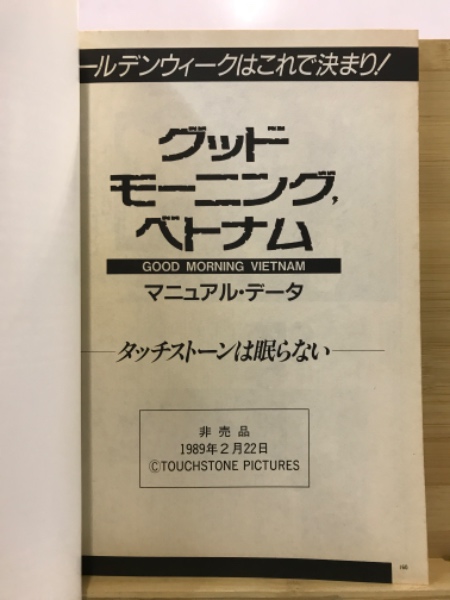 ールデンウィークはこれで決まり!
グッド
モーニング,
ベトナム
GOOD MORNING VIETNAM
マニュアル・データ
タッチストーンは眠らない
非売品
1989年2月22日
©TOUCHSTONE PICTURES